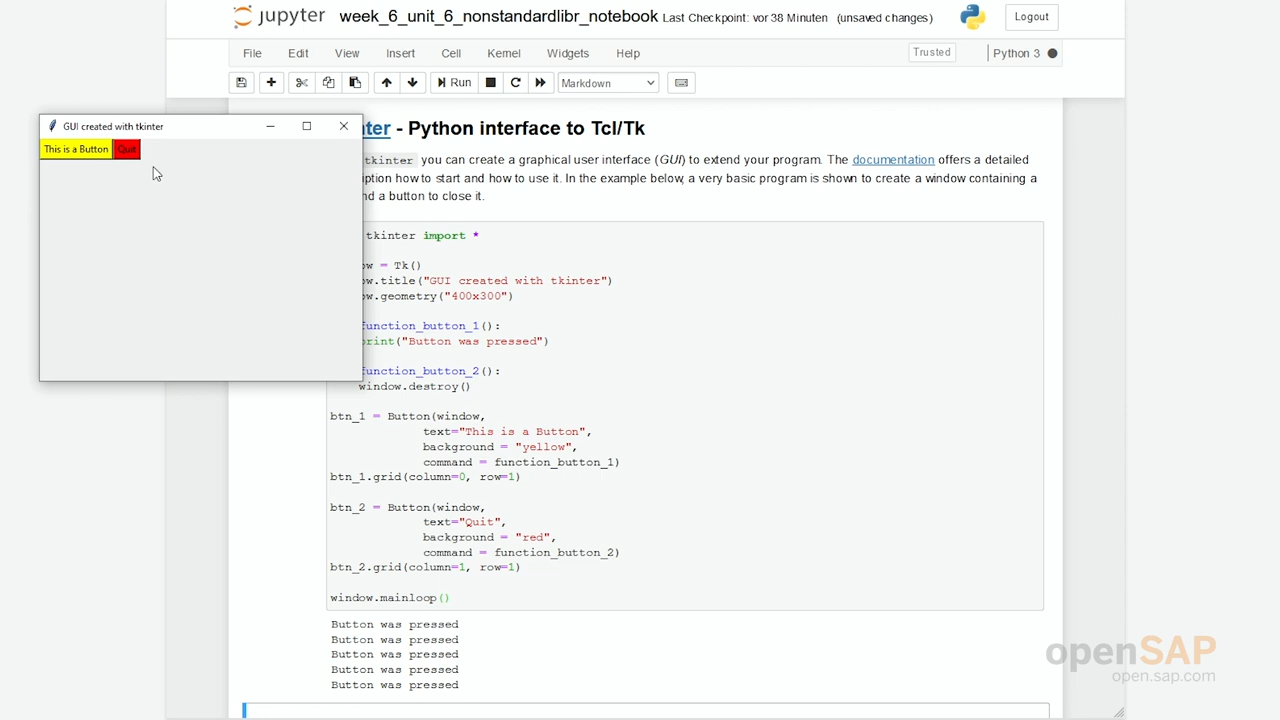 jupyter week_6_unit_6_nonstandardlibr_notebook Last Checkpoint: vor 38 Minuten (unsaved changes) Logout
File Edit View Insert Cell Kernel Widgets Help Trusted Python 3
Run Markdown
GUI created with tkinter
This is a Button Quit
- Python interface to Tcl/Tk
tkinter you can create a graphical user interface (GUI) to extend your program. The documentation offers a detailed
how to start and how to use it. In the example below, a very basic program is shown to create a window containing a
a button to close it.
tkinter import *
= Tk()
.title("GUI created with tkinter")
.geometry("400x300")
function_button_1():
print("Button was pressed")
function_button_2():
window.destroy()
btn_1 = Button(window,
text="This is a Button",
background = "yellow",
command = function_button_1)
btn_1.grid(column=0, row=1)
btn_2 = Button(window,
text="Quit",
background = "red",
command = function_button_2)
btn_2.grid(column=1, row=1)
window.mainloop()
Button was pressed
Button was pressed
Button was pressed
Button was pressed
Button was pressed
openSAP
open.sap.com